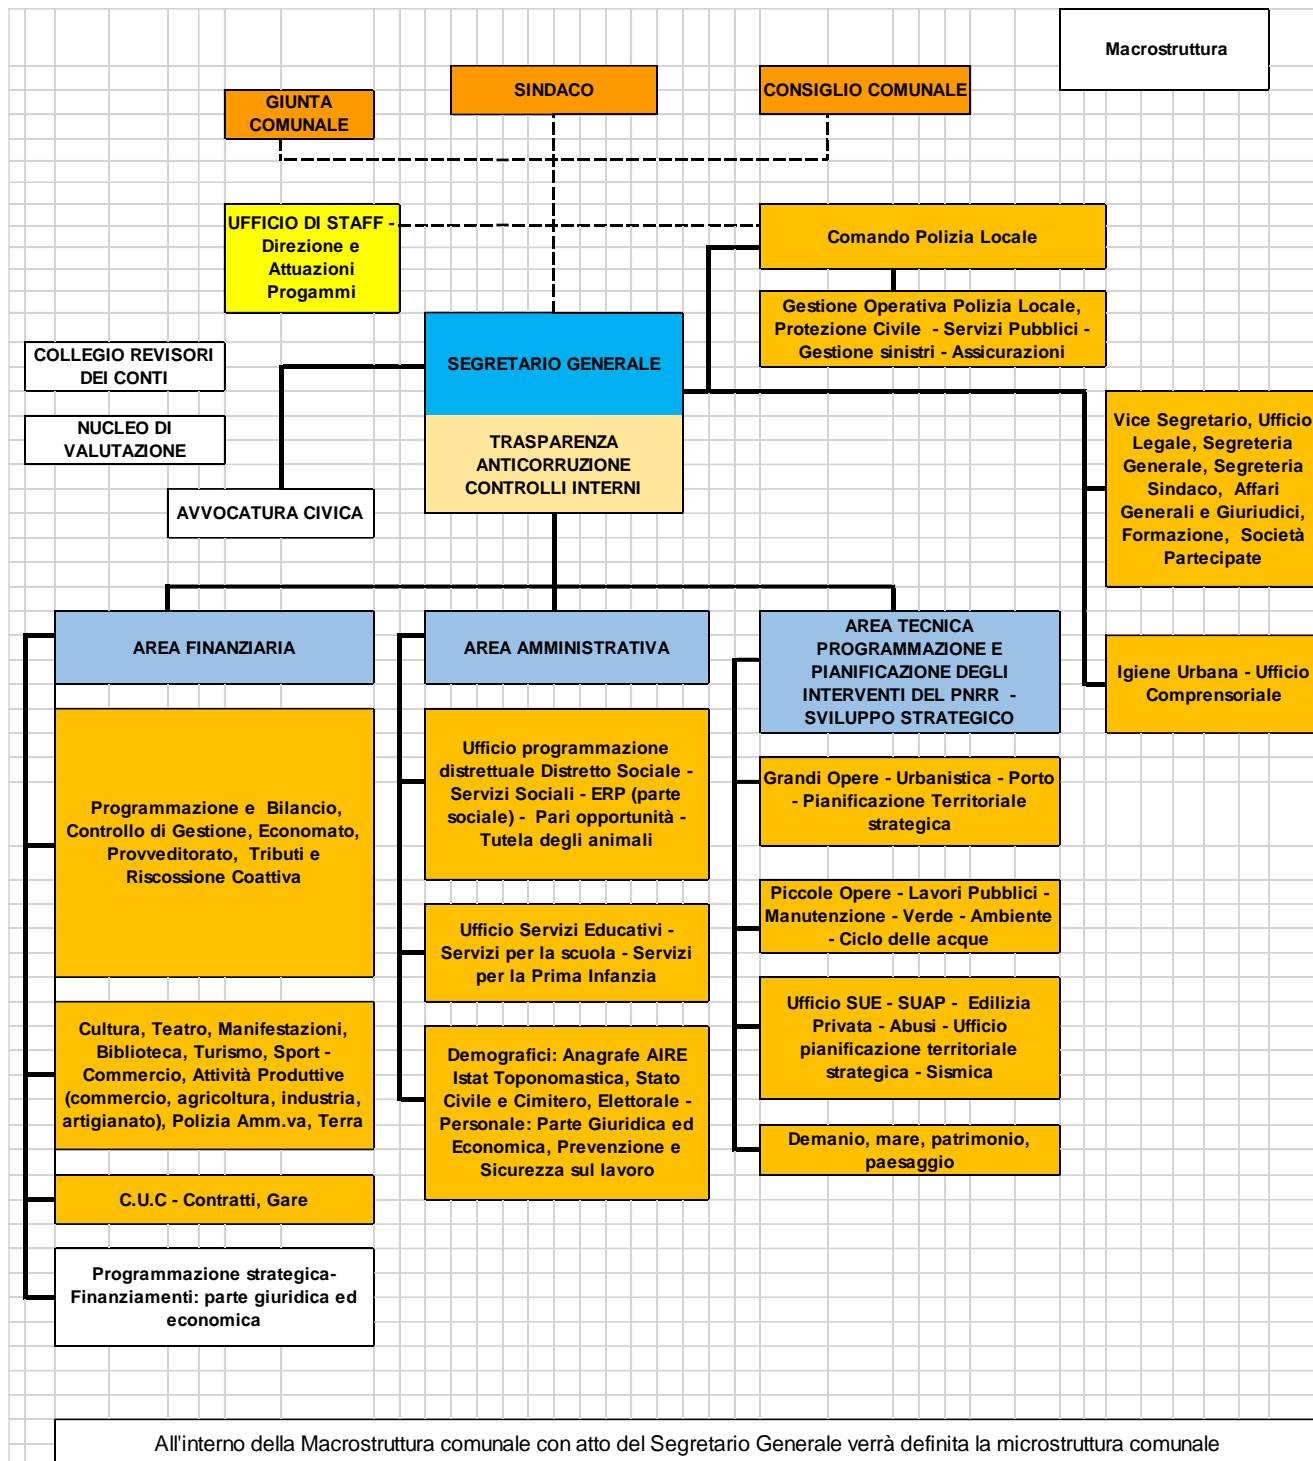 Macrostruttura
SINDACO
CONSIGLIO COMUNALE
GIUNTA
COMUNALE
UFFICIO DI STAFF -
Direzione e
Attuazioni
Progammi
Comando Polizia Locale
Gestione Operativa Polizia Locale,
Protezione Civile - Servizi Pubblici -
Gestione sinistri - Assicurazioni
COLLEGIO REVISORI
DEI CONTI
SEGRETARIO GENERALE
NUCLEO DI
VALUTAZIONE
TRASPARENZA
ANTICORRUZIONE
CONTROLLI INTERNI
AVVOCATURA CIVICA
Vice Segretario, Ufficio
Legale, Segreteria
Generale, Segreteria
Sindaco, Affari
Generali e Giuriudici,
Formazione, Società
Partecipate
Igiene Urbana - Ufficio
Comprensoriale
AREA FINANZIARIA
Programmazione e Bilancio,
Controllo di Gestione, Economato,
Provveditorato, Tributi e
Riscossione Coattiva
Cultura, Teatro, Manifestazioni,
Biblioteca, Turismo, Sport -
Commercio, Attività Produttive
(commercio, agricoltura, industria,
artigianato), Polizia Amm.va, Terra
C.U.C - Contratti, Gare
Programmazione strategica-
Finanziamenti: parte giuridica ed
economica
AREA AMMINISTRATIVA
Ufficio programmazione
distrettuale Distretto Sociale -
Servizi Sociali - ERP (parte
sociale) - Pari opportunità -
Tutela degli animali
Ufficio Servizi Educativi -
Servizi per la scuola - Servizi
per la Prima Infanzia
Demografici: Anagrafe AIRE
Istat Toponomastica, Stato
Civile e Cimitero, Elettorale -
Personale: Parte Giuridica ed
Economica, Prevenzione e
Sicurezza sul lavoro
AREA TECNICA
PROGRAMMAZIONE E
PIANIFICAZIONE DEGLI
INTERVENTI DEL PNRR -
SVILUPPO STRATEGICO
Grandi Opere - Urbanistica - Porto
- Pianificazione Territoriale
strategica
Piccole Opere - Lavori Pubblici -
Manutenzione - Verde - Ambiente
- Ciclo delle acque
Ufficio SUE - SUAP - Edilizia
Privata - Abusi - Ufficio
pianificazione territoriale
strategica - Sismica
Demanio, mare, patrimonio,
paesaggio
All'interno della Macrostruttura comunale con atto del Segretario Generale verrà definita la microstruttura comunale